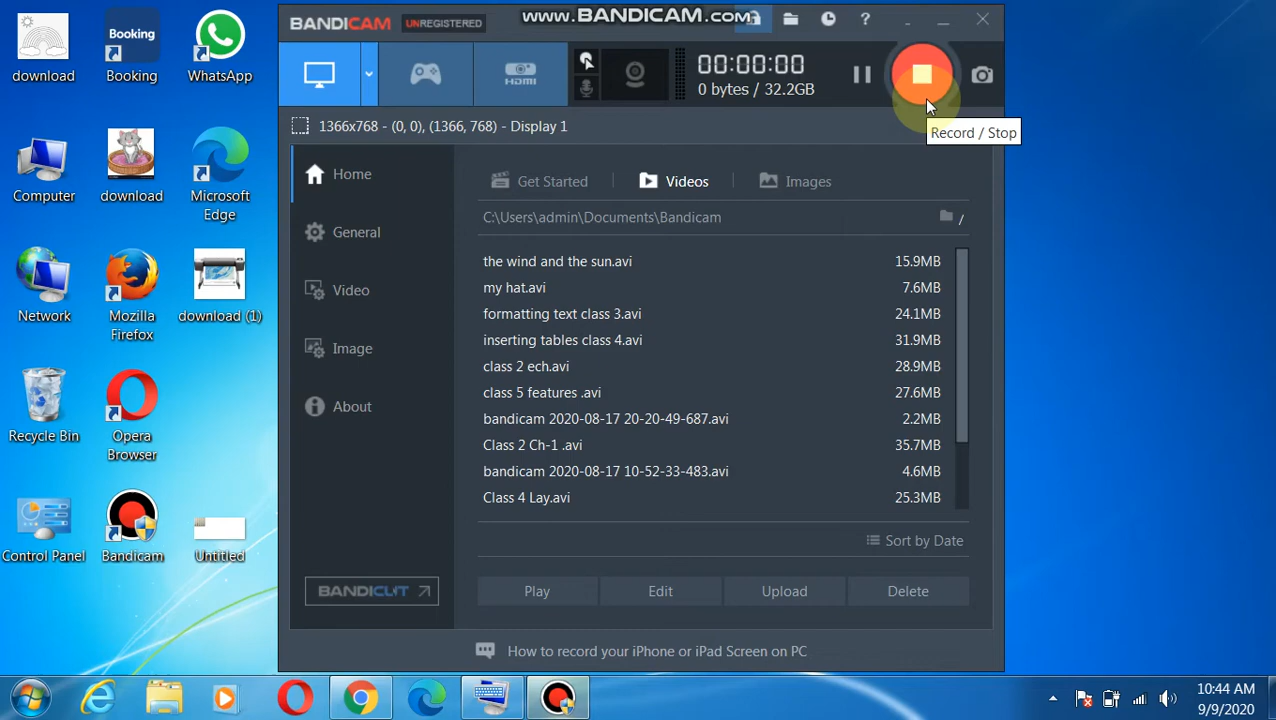 download
Booking
Booking
WhatsApp
Computer
download
Microsoft
Edge
Network
Mozilla
Firefox
download (1)
Recycle Bin
Opera
Browser
Control Panel
Bandicam
Untitled
www.BANDICAM.com
BANDICAM UNREGISTERED
00:00:00
0 bytes / 32.2GB
HDMI
Record / Stop
1366x768 - (0, 0), (1366, 768) - Display 1
Home
General
Video
Image
About
BANDICUT
Get Started
Videos
Images
C:\Users\admin\Documents\Bandicam
/
the wind and the sun.avi 15.9MB
my hat.avi 7.6MB
formatting text class 3.avi 24.1MB
inserting tables class 4.avi 31.9MB
class 2 ech.avi 28.9MB
class 5 features .avi 27.6MB
bandicam 2020-08-17 20-20-49-687.avi 2.2MB
Class 2 Ch-1 .avi 35.7MB
bandicam 2020-08-17 10-52-33-483.avi 4.6MB
Class 4 Lay.avi 25.3MB
Sort by Date
Play Edit Upload Delete
How to record your iPhone or iPad Screen on PC
10:44 AM
9/9/2020